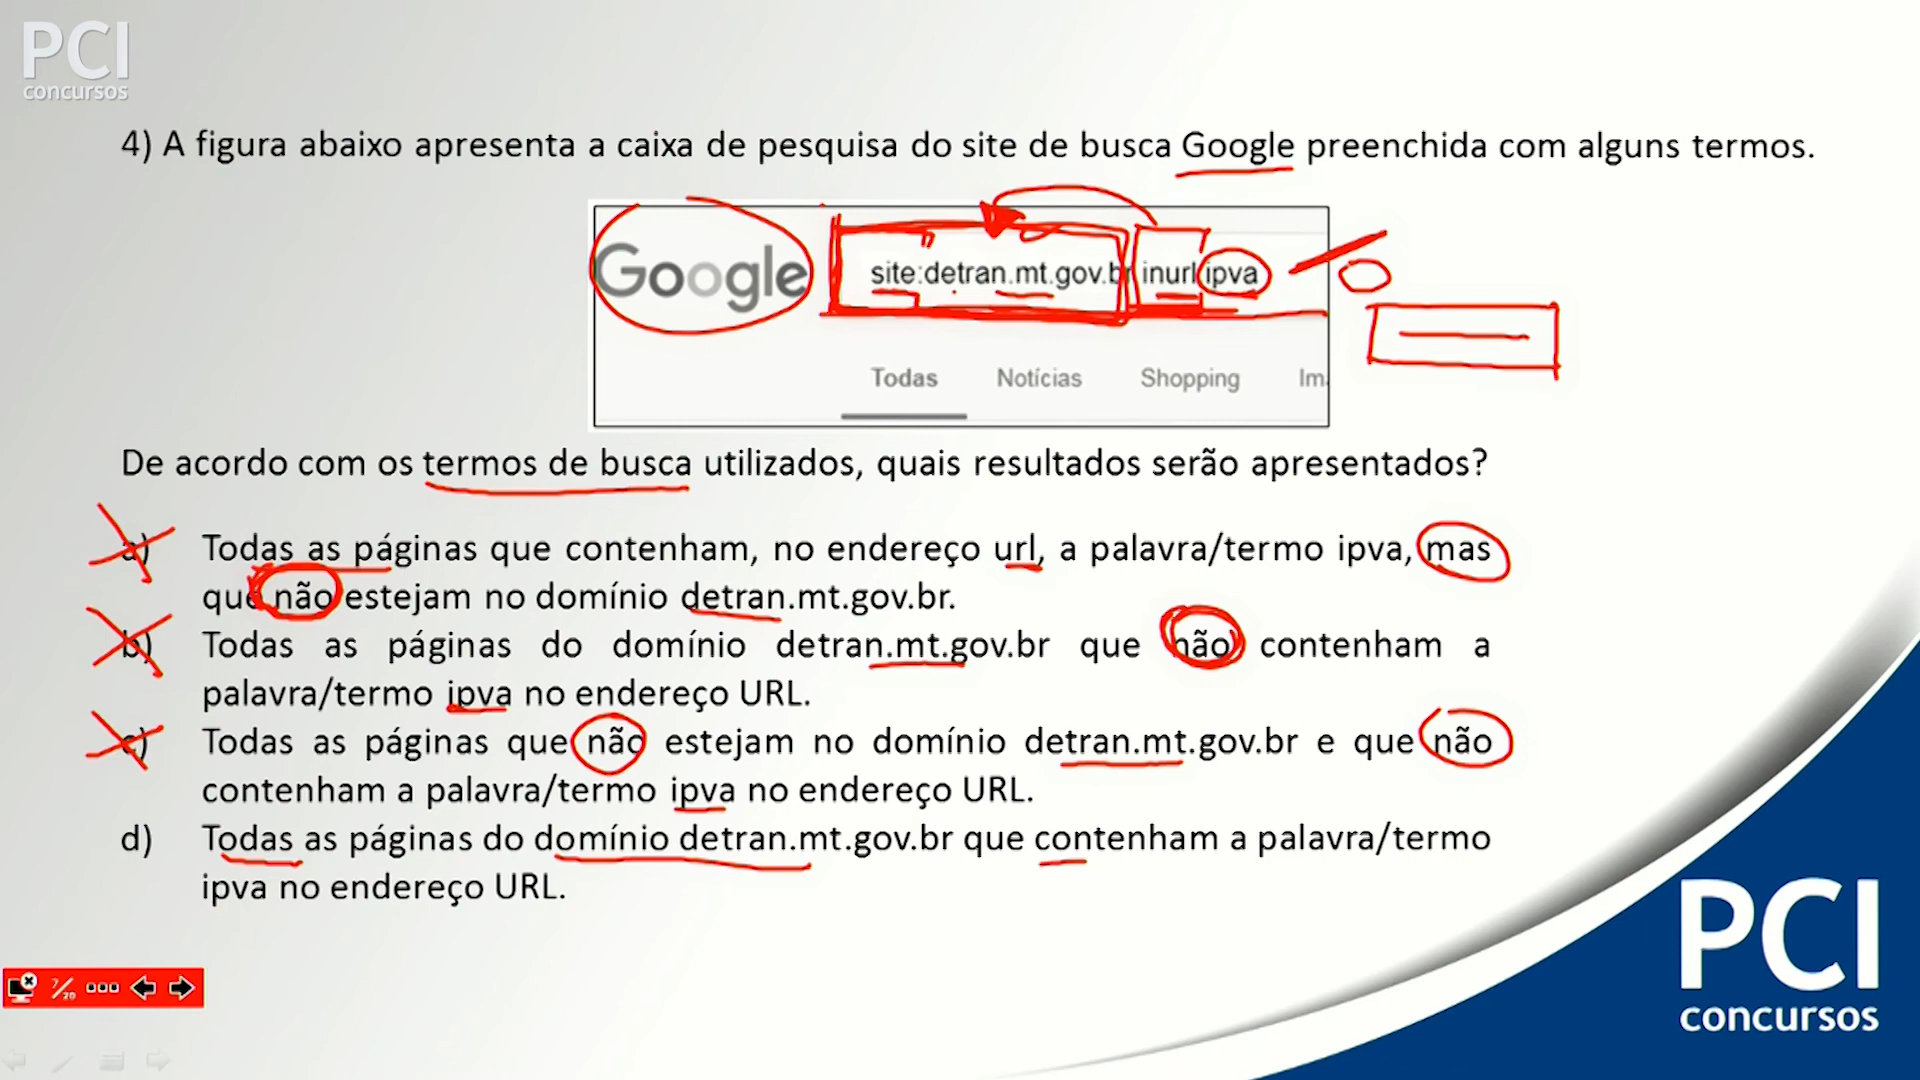 PCI
concursos
4) A figura abaixo apresenta a caixa de pesquisa do site de busca Google preenchida com alguns termos.
Google site:detran.mt.gov.br inurl:ipva
Todas Notícias Shopping Im
De acordo com os termos de busca utilizados, quais resultados serão apresentados?
a) Todas as páginas que contenham, no endereço url, a palavra/termo ipva, mas
que não estejam no domínio detran.mt.gov.br.
b) Todas as páginas do domínio detran.mt.gov.br que não contenham a
palavra/termo ipva no endereço URL.
c) Todas as páginas que não estejam no domínio detran.mt.gov.br e que não
contenham a palavra/termo ipva no endereço URL.
d) Todas as páginas do domínio detran.mt.gov.br que contenham a palavra/termo
ipva no endereço URL.
7/20
PCI
concursos